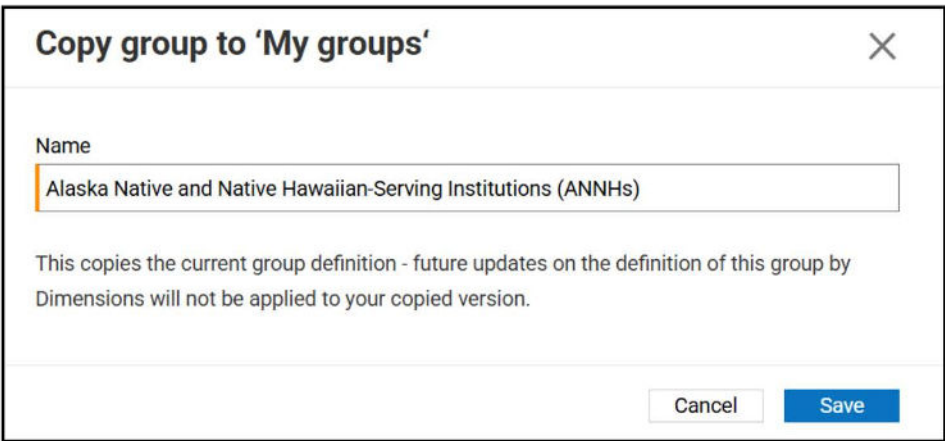 Copy group to ‘My groups‘
Name
Alaska Native and Native Hawaiian-Serving Institutions (ANNHs)
This copies the current group definition - future updates on the definition of this group by
Dimensions will not be applied to your copied version.
Cancel Save